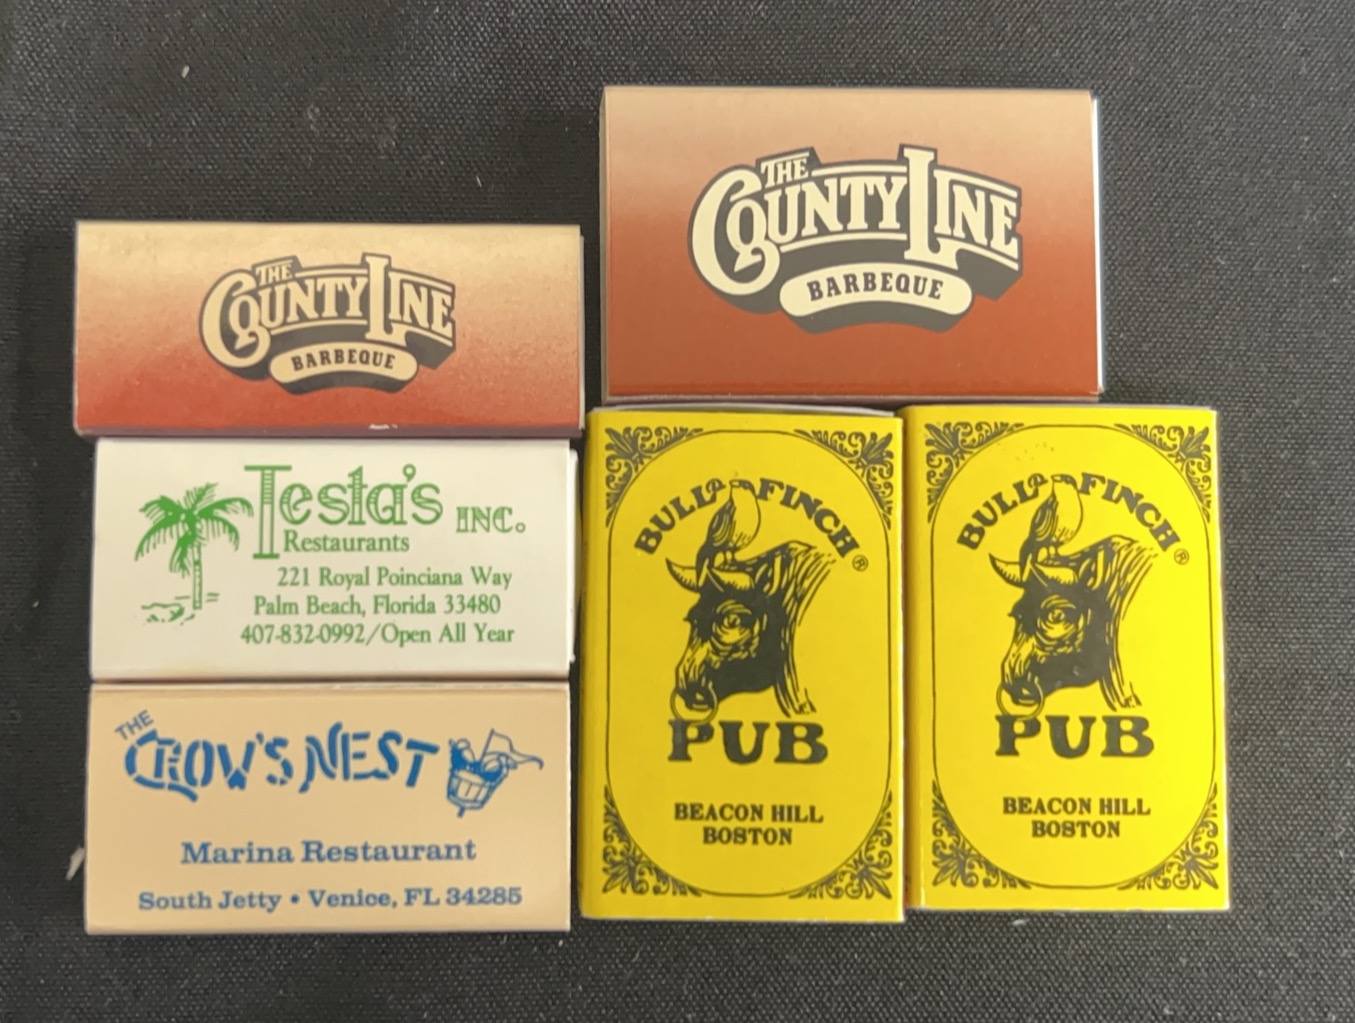 THE
COUNTY LINE
BARBEQUE
THE
COUNTY LINE
BARBEQUE
Testa's INC.
Restaurants
221 Royal Poinciana Way
Palm Beach, Florida 33480
407-832-0992/Open All Year
THE
CROW'S NEST
Marina Restaurant
South Jetty • Venice, FL 34285
BULL & FINCH®
PUB
BEACON HILL
BOSTON
BULL & FINCH®
PUB
BEACON HILL
BOSTON